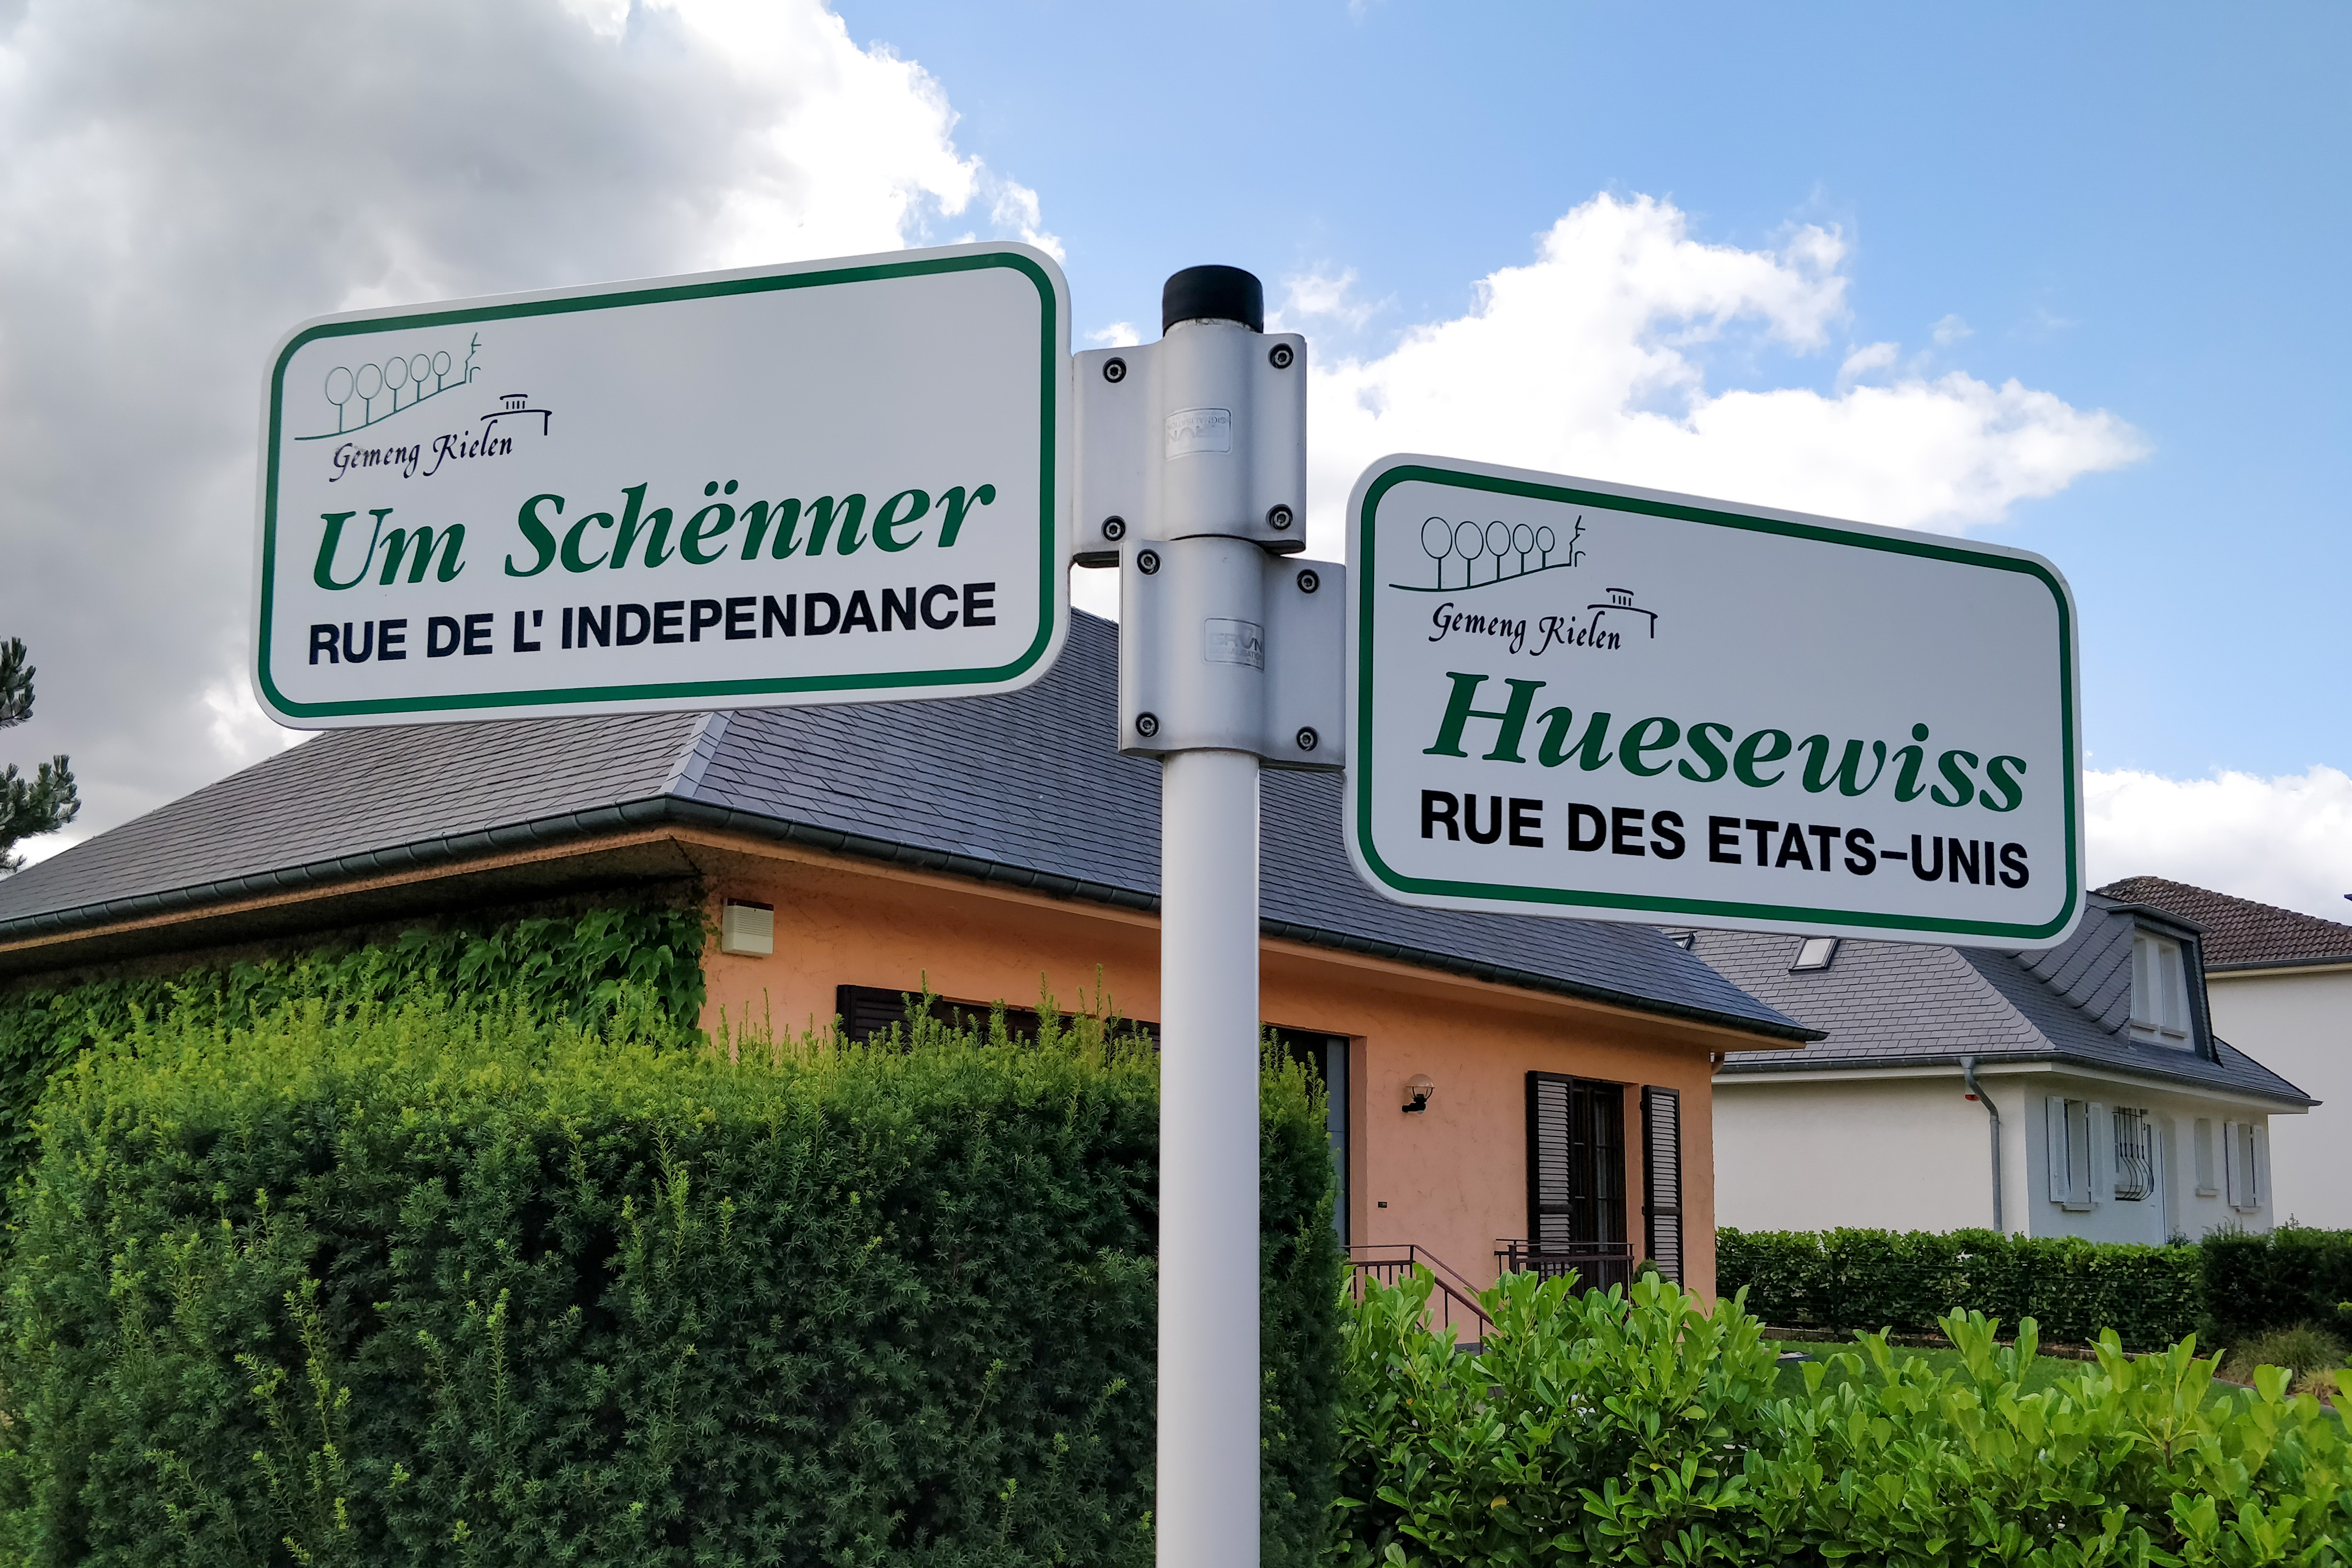 Gemeng Kielen
Um Schënner
RUE DE L' INDEPENDANCE
Gemeng Kielen
Huesewiss
RUE DES ETATS-UNIS